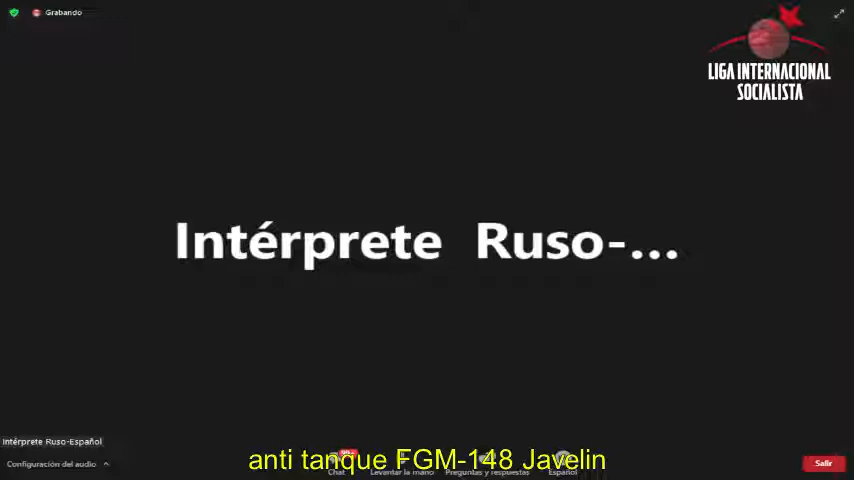 Grabando
LIGA INTERNACIONAL
SOCIALISTA
Intérprete Ruso-...
Intérprete Ruso-Español
Configuración del audio
anti tanque FGM-148 Javelin
Chat
Levantar la mano
Preguntas y respuestas
Español
Salir